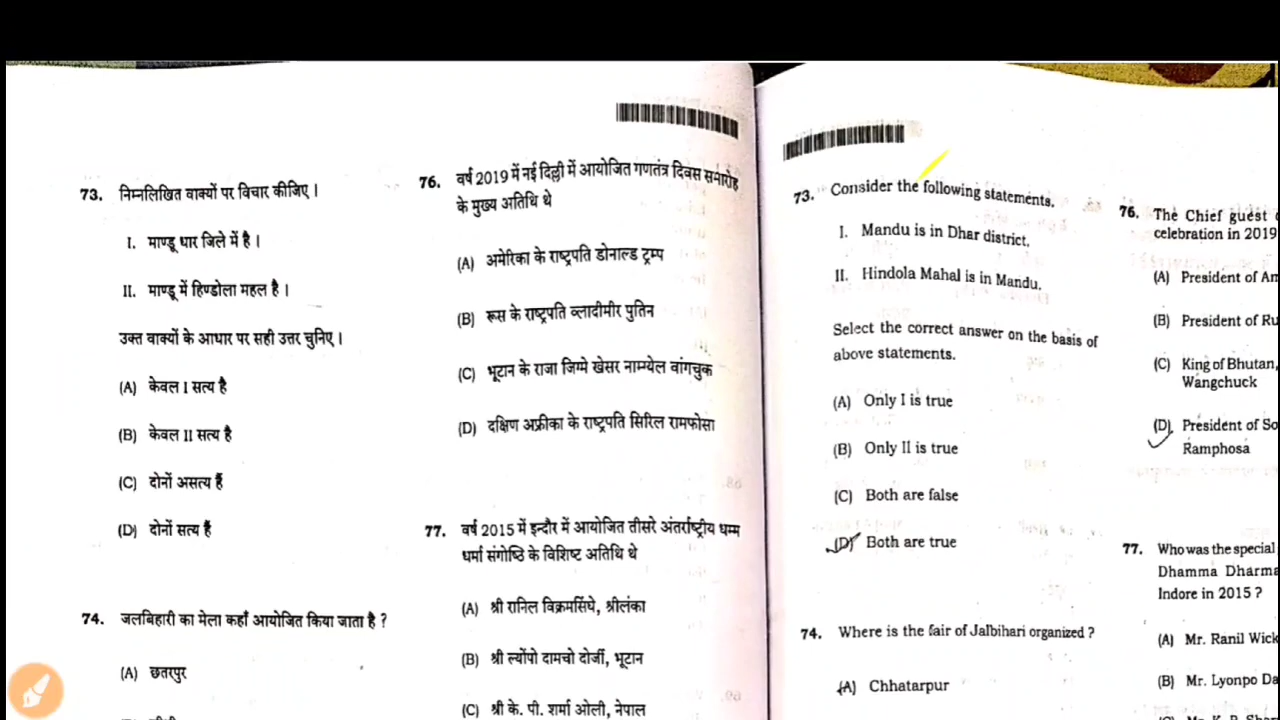 73. निम्नलिखित वाक्यों पर विचार कीजिए।
I. माण्डू धार जिले में है।
II. माण्डू में हिण्डोला महल है।
उक्त वाक्यों के आधार पर सही उत्तर चुनिए।
(A) केवल I सत्य है
(B) केवल II सत्य है
(C) दोनों असत्य हैं
(D) दोनों सत्य हैं
74. जलबिहारी का मेला कहाँ आयोजित किया जाता है ?
(A) छतरपुर
76. वर्ष 2019 में नई दिल्ली में आयोजित गणतंत्र दिवस समारोह
के मुख्य अतिथि थे
(A) अमेरिका के राष्ट्रपति डोनाल्ड ट्रम्प
(B) रूस के राष्ट्रपति व्लादीमीर पुतिन
(C) भूटान के राजा जिग्मे खेसर नाम्ग्येल वांगचुक
(D) दक्षिण अफ्रीका के राष्ट्रपति सिरिल रामफोसा
77. वर्ष 2015 में इन्दौर में आयोजित तीसरे अंतर्राष्ट्रीय धम्म
धर्मा संगोष्ठि के विशिष्ट अतिथि थे
(A) श्री रानिल विक्रमसिंघे, श्रीलंका
(B) श्री ल्योंपो दामचो दोर्जी, भूटान
(C) श्री के. पी. शर्मा ओली, नेपाल
73. Consider the following statements.
I. Mandu is in Dhar district.
II. Hindola Mahal is in Mandu.
Select the correct answer on the basis of
above statements.
(A) Only I is true
(B) Only II is true
(C) Both are false
(D) Both are true
74. Where is the fair of Jalbihari organized ?
(A) Chhatarpur
76. The Chief guest
celebration in 2019
(A) President of Am
(B) President of Ru
(C) King of Bhutan,
Wangchuck
(D) President of So
Ramphosa
77. Who was the special
Dhamma Dharma
Indore in 2015 ?
(A) Mr. Ranil Wick
(B) Mr. Lyonpo Da